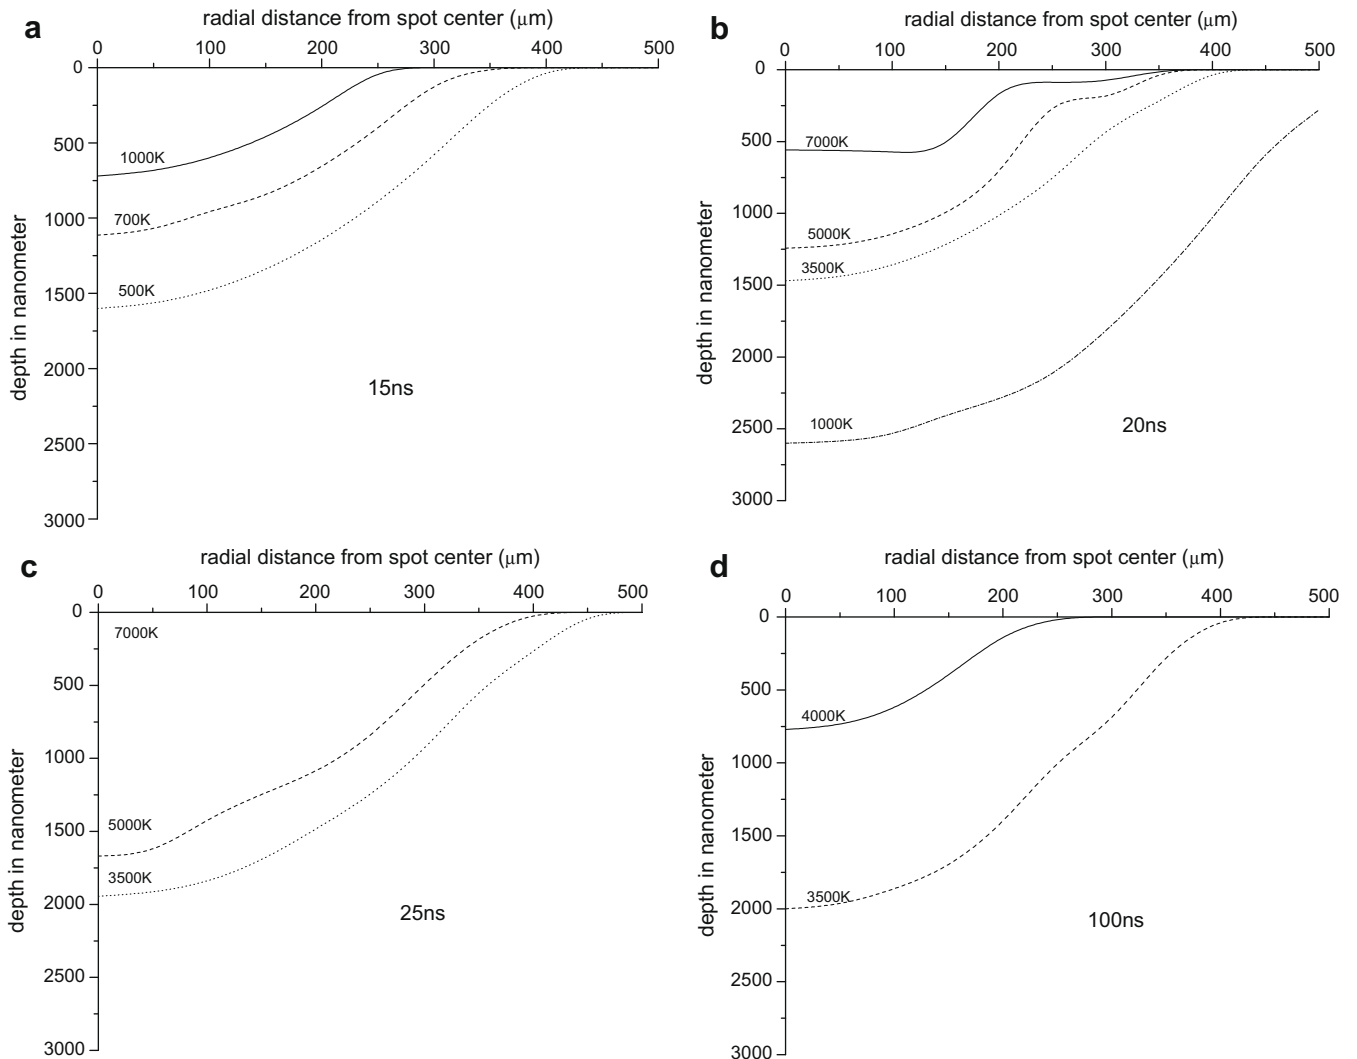 a
radial distance from spot center (μm)
0 100 200 300 400 500
0
500
1000
1500
2000
2500
3000
depth in nanometer
1000K
700K
500K
15ns
b
radial distance from spot center (μm)
0 100 200 300 400 500
0
500
1000
1500
2000
2500
3000
depth in nanometer
7000K
5000K
3500K
1000K
20ns
c
radial distance from spot center (μm)
0 100 200 300 400 500
0
500
1000
1500
2000
2500
3000
depth in nanometer
7000K
5000K
3500K
25ns
d
radial distance from spot center (μm)
0 100 200 300 400 500
0
500
1000
1500
2000
2500
3000
depth in nanometer
4000K
3500K
100ns